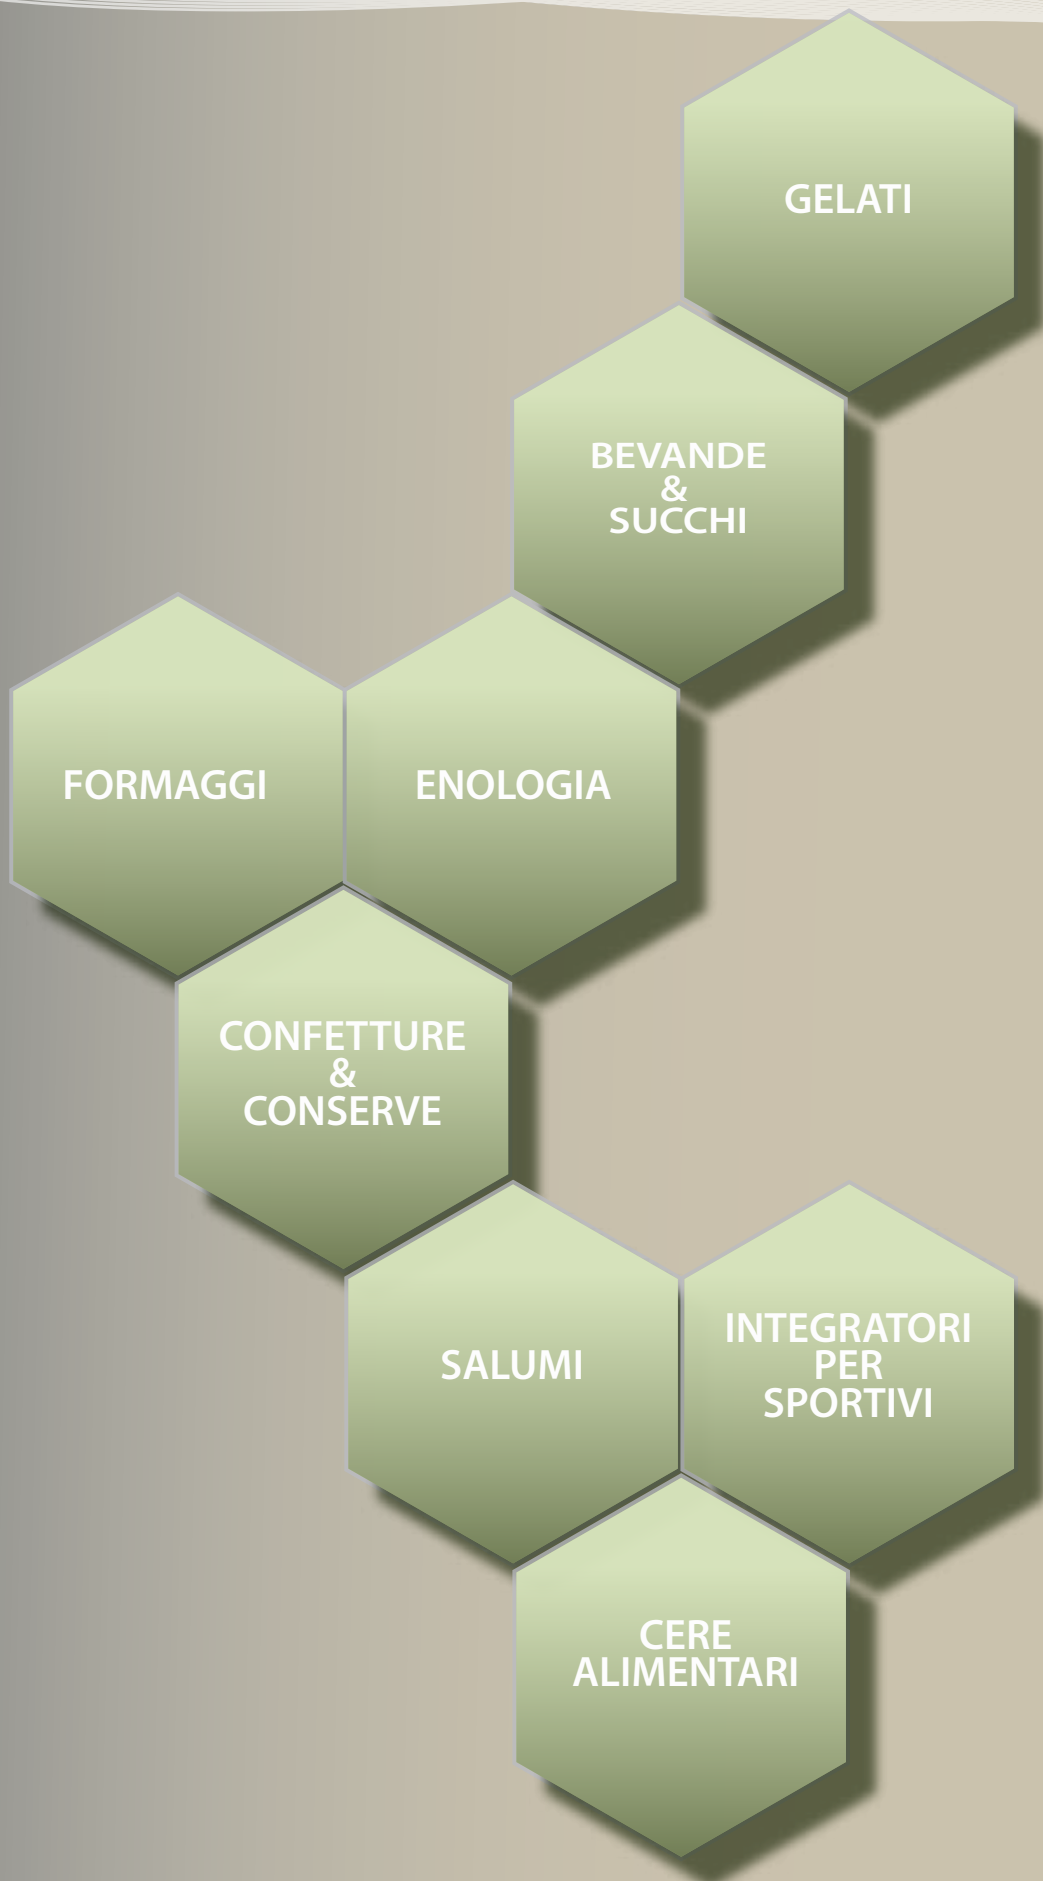 GELATI
BEVANDE
&
SUCCHI
FORMAGGI
ENOLOGIA
CONFETTURE
&
CONSERVE
SALUMI
INTEGRATORI
PER
SPORTIVI
CERE
ALIMENTARI